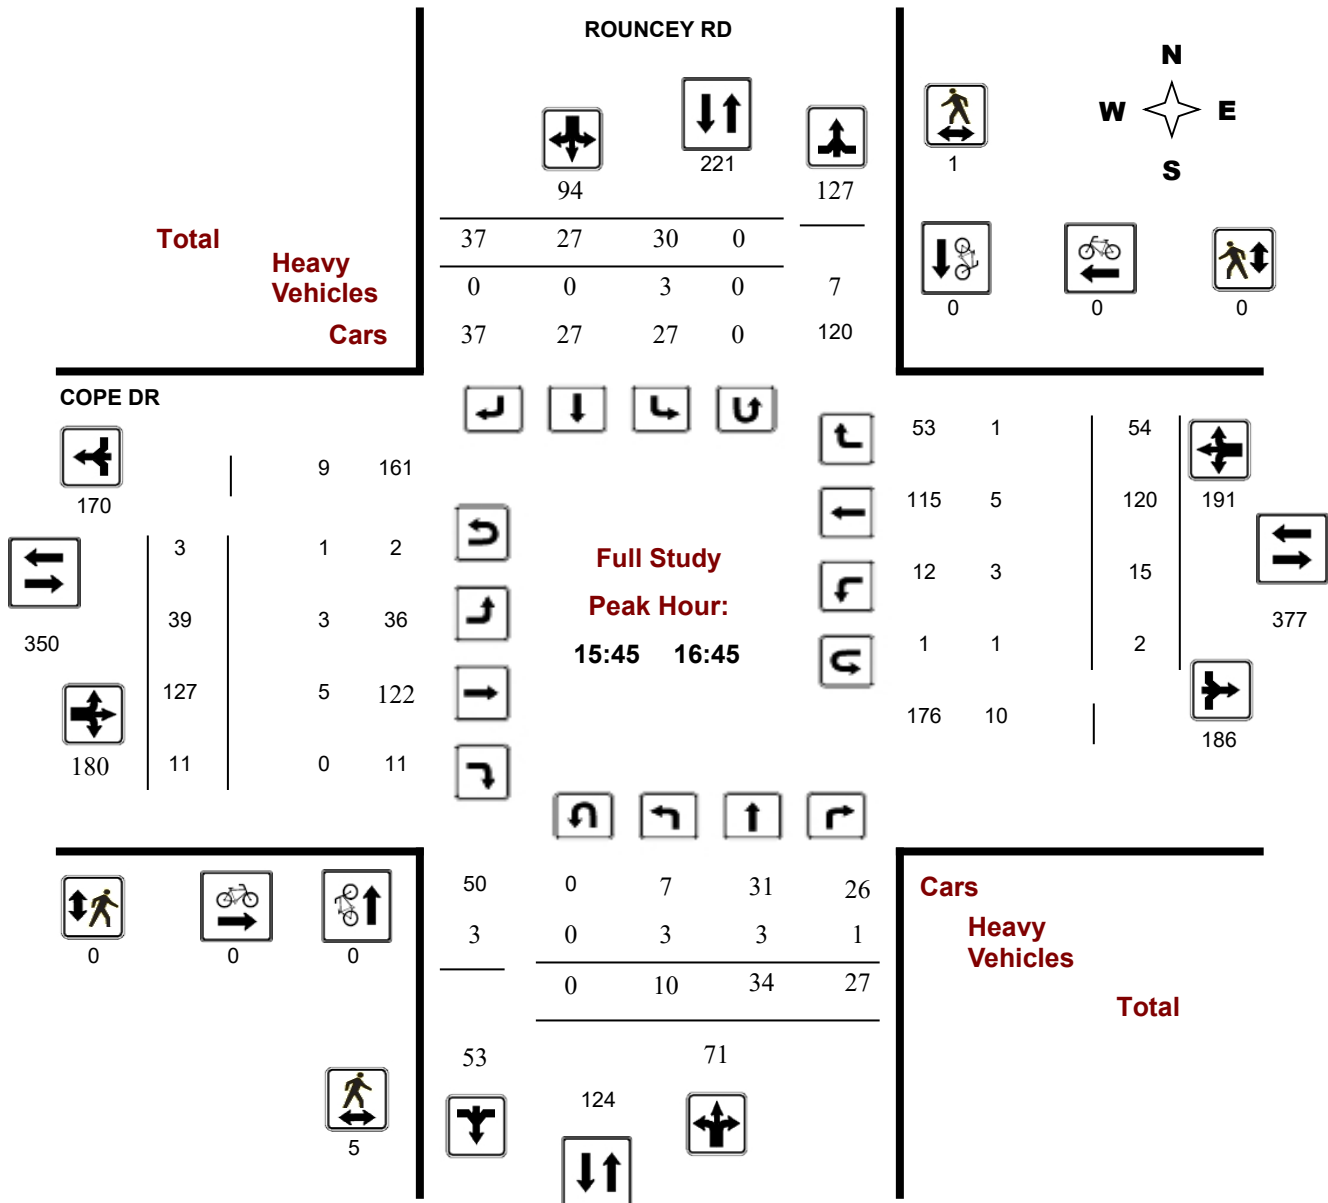 ROUNCEY RD
N
W E
S
94
221
127
1
Total
37 27 30 0
Heavy
Vehicles
0 0 3 0 7
Cars
37 27 27 0 120
0 0 0
COPE DR
170
9 161
3 1 2
39 3 36
350
127 5 122
180
11 0 11
Full Study
Peak Hour:
15:45 16:45
53 1 54
115 5 120
191
12 3 15
377
1 1 2
176 10
186
0 0 0
50 0 7 31 26
Cars
3 0 3 3 1
Heavy
Vehicles
0 10 34 27
Total
53 71
124
5